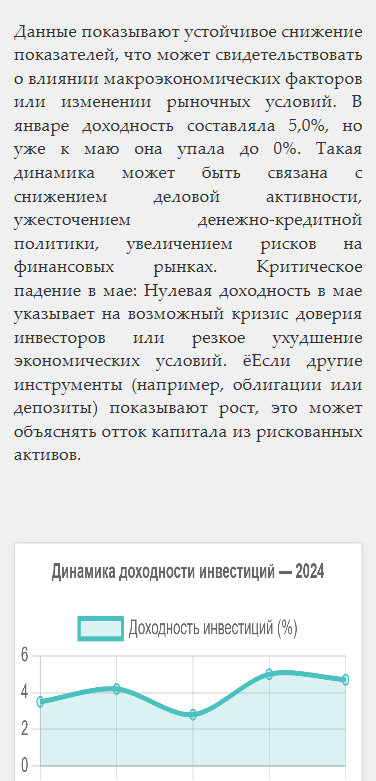 Данные показывают устойчивое снижение
показателей, что может свидетельствовать
о влиянии макроэкономических факторов
или изменении рыночных условий. В
январе доходность составляла 5,0%, но
уже к маю она упала до 0%. Такая
динамика может быть связана с
снижением деловой активности,
ужесточением денежно-кредитной
политики, увеличением рисков на
финансовых рынках. Критическое
падение в мае: Нулевая доходность в мае
указывает на возможный кризис доверия
инвесторов или резкое ухудшение
экономических условий. ёЕсли другие
инструменты (например, облигации или
депозиты) показывают рост, это может
объяснять отток капитала из рискованных
активов.
Динамика доходности инвестиций — 2024
Доходность инвестиций (%)
6
4
2
0